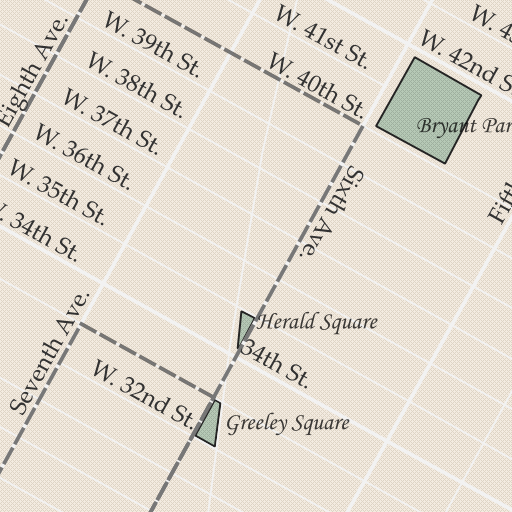 W. 39th St.
W. 41st St.
Eighth Ave.
W. 42nd S
W. 38th St.
W. 40th St.
W. 37th St.
Bryant Par
W. 36th St.
W. 35th St.
Sixth Ave.
Fifth
W. 34th St.
Seventh Ave.
Herald Square
34th St.
W. 32nd St.
Greeley Square